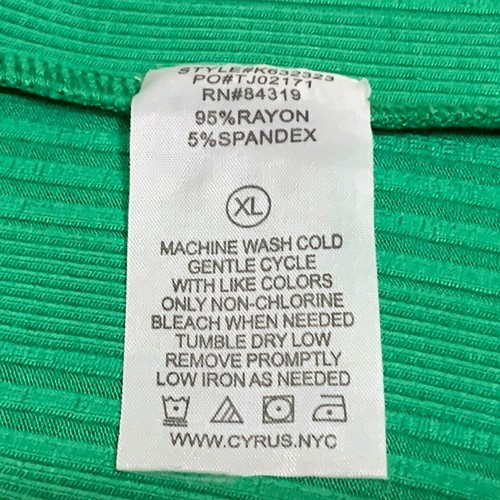 STYLE#K632323
PO#TJ02171
RN#84319
95%RAYON
5%SPANDEX
XL
MACHINE WASH COLD
GENTLE CYCLE
WITH LIKE COLORS
ONLY NON-CHLORINE
BLEACH WHEN NEEDED
TUMBLE DRY LOW
REMOVE PROMPTLY
LOW IRON AS NEEDED
WWW.CYRUS.NYC